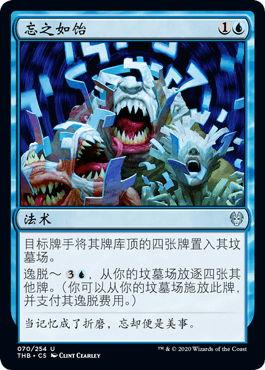 忘之如饴 1
法术
目标牌手将其牌库顶的四张牌置入其坟
墓场。
逸脱～3，从你的坟墓场放逐四张其
他牌。（你可以从你的坟墓场施放此牌，
并支付其逸脱费用。）
当记忆成了折磨，忘却便是美事。
070/254 U
THB • CS CLINT CEARLEY
™ & © 2020 Wizards of the Coast